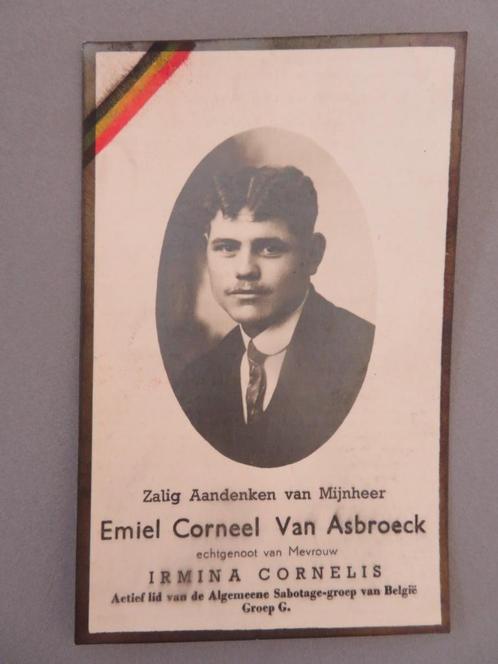 Zalig Aandenken van Mijnheer
Emiel Corneel Van Asbroeck
echtgenoot van Mevrouw
IRMINA CORNELIS
Actief lid van de Algemeene Sabotage-groep van België
Groep G.